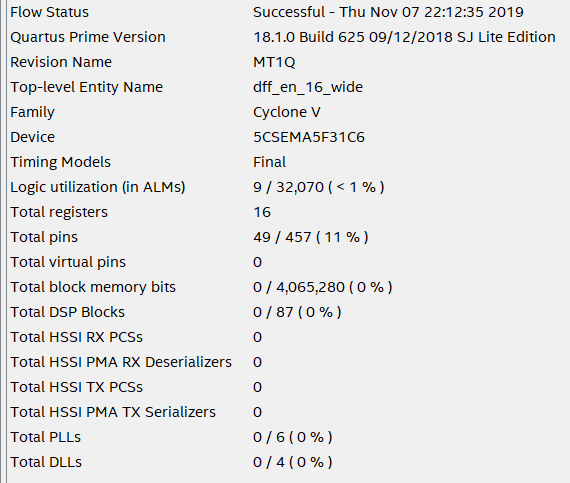 Flow Status Successful - Thu Nov 07 22:12:35 2019
Quartus Prime Version 18.1.0 Build 625 09/12/2018 SJ Lite Edition
Revision Name MT1Q
Top-level Entity Name dff_en_16_wide
Family Cyclone V
Device 5CSEMA5F31C6
Timing Models Final
Logic utilization (in ALMs) 9 / 32,070 ( < 1 % )
Total registers 16
Total pins 49 / 457 ( 11 % )
Total virtual pins 0
Total block memory bits 0 / 4,065,280 ( 0 % )
Total DSP Blocks 0 / 87 ( 0 % )
Total HSSI RX PCSs 0
Total HSSI PMA RX Deserializers 0
Total HSSI TX PCSs 0
Total HSSI PMA TX Serializers 0
Total PLLs 0 / 6 ( 0 % )
Total DLLs 0 / 4 ( 0 % )